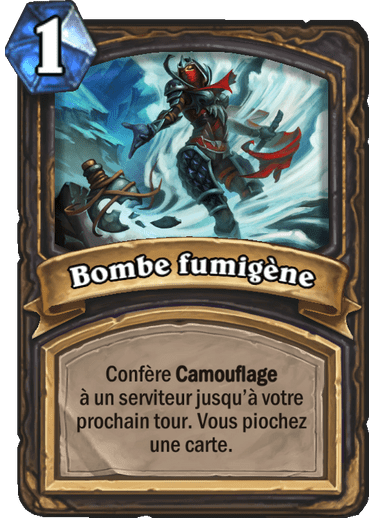 1
Bombe fumigène
Confère Camouflage
à un serviteur jusqu'à votre
prochain tour. Vous piochez
une carte.